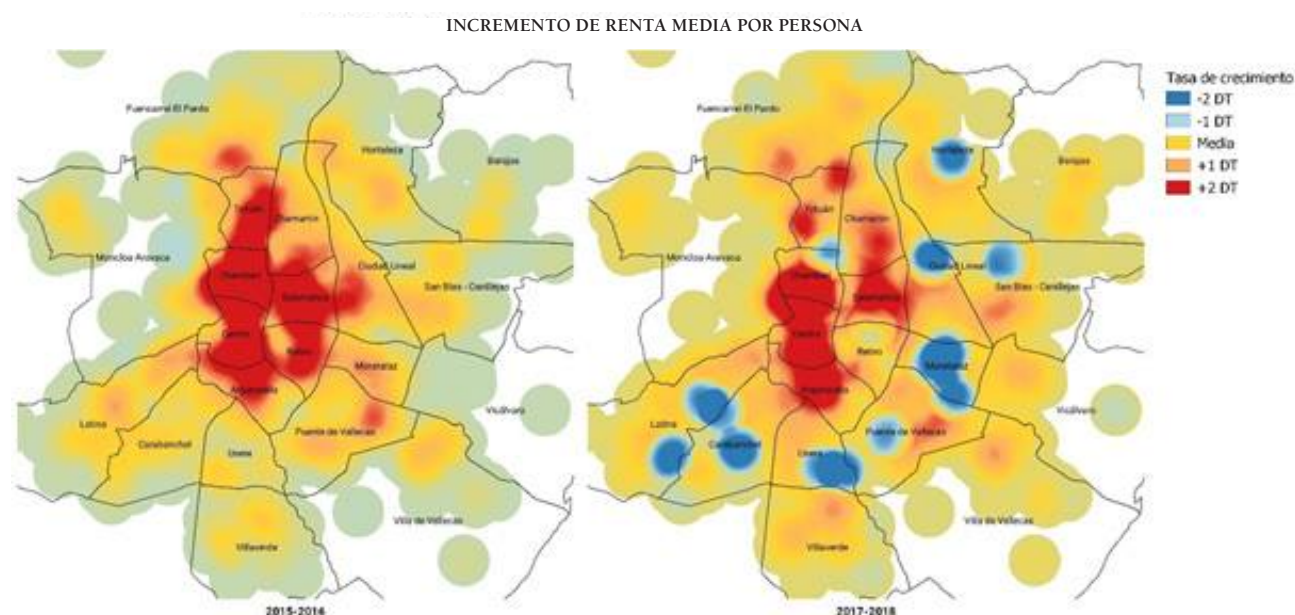 INCREMENTO DE RENTA MEDIA POR PERSONA
Fuencarral El Pardo
Hortaleza
Barajas
Tetuán
Chamartín
Moncloa Aravaca
Chamberí
Ciudad Lineal
San Blas - Canillejas
Salamanca
Centro
Retiro
Moratalaz
Arganzuela
Latina
Vicálvaro
Carabanchel
Puente de Vallecas
Usera
Villa de Vallecas
Villaverde
2015-2016
Fuencarral El Pardo
Hortaleza
Barajas
Tetuán
Chamartín
Moncloa Aravaca
Chamberí
Ciudad Lineal
San Blas - Canillejas
Salamanca
Centro
Retiro
Moratalaz
Arganzuela
Latina
Vicálvaro
Carabanchel
Puente de Vallecas
Usera
Villa de Vallecas
Villaverde
2017-2018
Tasa de crecimiento
-2 DT
-1 DT
Media
+1 DT
+2 DT